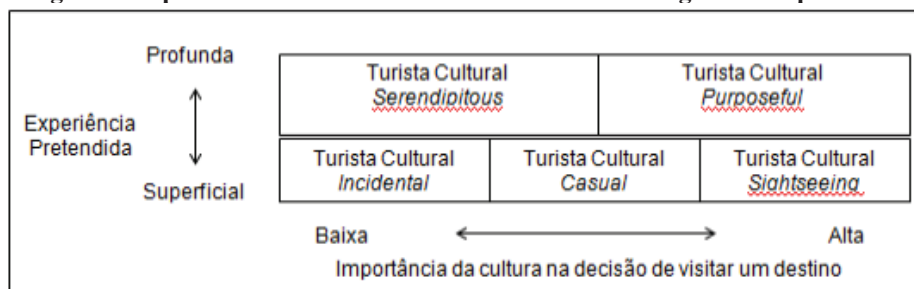 Profunda
Experiência
Pretendida
Superficial
Turista Cultural
Serendipitous
Turista Cultural
Purposeful
Turista Cultural
Incidental
Turista Cultural
Casual
Turista Cultural
Sightseeing
Baixa
Alta
Importância da cultura na decisão de visitar um destino